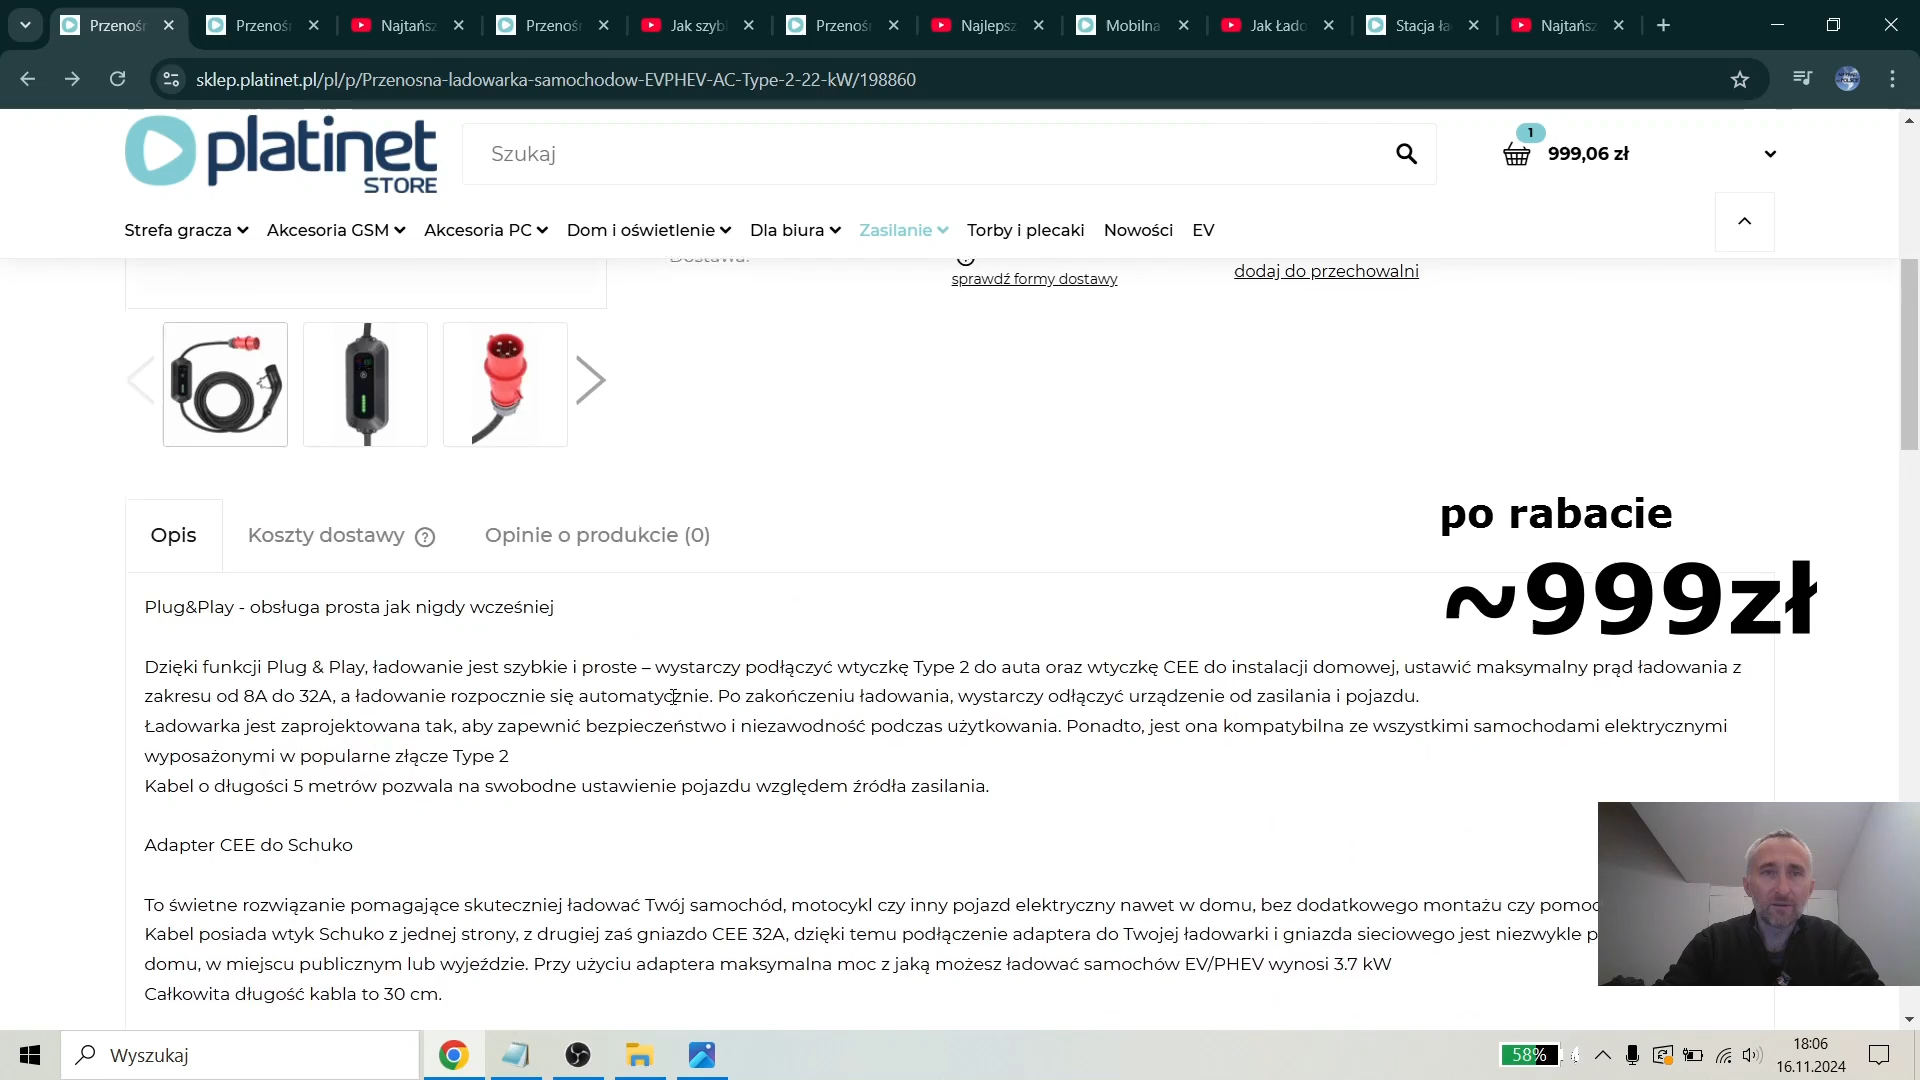 Przenośn
Przenośn
Najtańsz
Przenośn
Jak szyb
Przenośn
Najlepsz
Mobilna
Jak Łado
Stacja ła
Najtańsz
sklep.platinet.pl/pl/p/Przenosna-ladowarka-samochodow-EVPHEV-AC-Type-2-22-kW/198860
platinet
STORE
Szukaj
1
999,06 zł
Strefa gracza
Akcesoria GSM
Akcesoria PC
Dom i oświetlenie
Dla biura
Zasilanie
Torby i plecaki
Nowości
EV
Dostawa:
sprawdź formy dostawy
dodaj do przechowalni
Opis
Koszty dostawy ?
Opinie o produkcie (0)
po rabacie
~999zł
Plug&Play - obsługa prosta jak nigdy wcześniej
Dzięki funkcji Plug & Play, ładowanie jest szybkie i proste – wystarczy podłączyć wtyczkę Type 2 do auta oraz wtyczkę CEE do instalacji domowej, ustawić maksymalny prąd ładowania z
zakresu od 8A do 32A, a ładowanie rozpocznie się automatycznie. Po zakończeniu ładowania, wystarczy odłączyć urządzenie od zasilania i pojazdu.
Ładowarka jest zaprojektowana tak, aby zapewnić bezpieczeństwo i niezawodność podczas użytkowania. Ponadto, jest ona kompatybilna ze wszystkimi samochodami elektrycznymi
wyposażonymi w popularne złącze Type 2
Kabel o długości 5 metrów pozwala na swobodne ustawienie pojazdu względem źródła zasilania.
Adapter CEE do Schuko
To świetne rozwiązanie pomagające skuteczniej ładować Twój samochód, motocykl czy inny pojazd elektryczny nawet w domu, bez dodatkowego montażu czy pomoc
Kabel posiada wtyk Schuko z jednej strony, z drugiej zaś gniazdo CEE 32A, dzięki temu podłączenie adaptera do Twojej ładowarki i gniazda sieciowego jest niezwykle p
domu, w miejscu publicznym lub wyjeździe. Przy użyciu adaptera maksymalna moc z jaką możesz ładować samochów EV/PHEV wynosi 3.7 kW
Całkowita długość kabla to 30 cm.
Wyszukaj
58%
18:06
16.11.2024